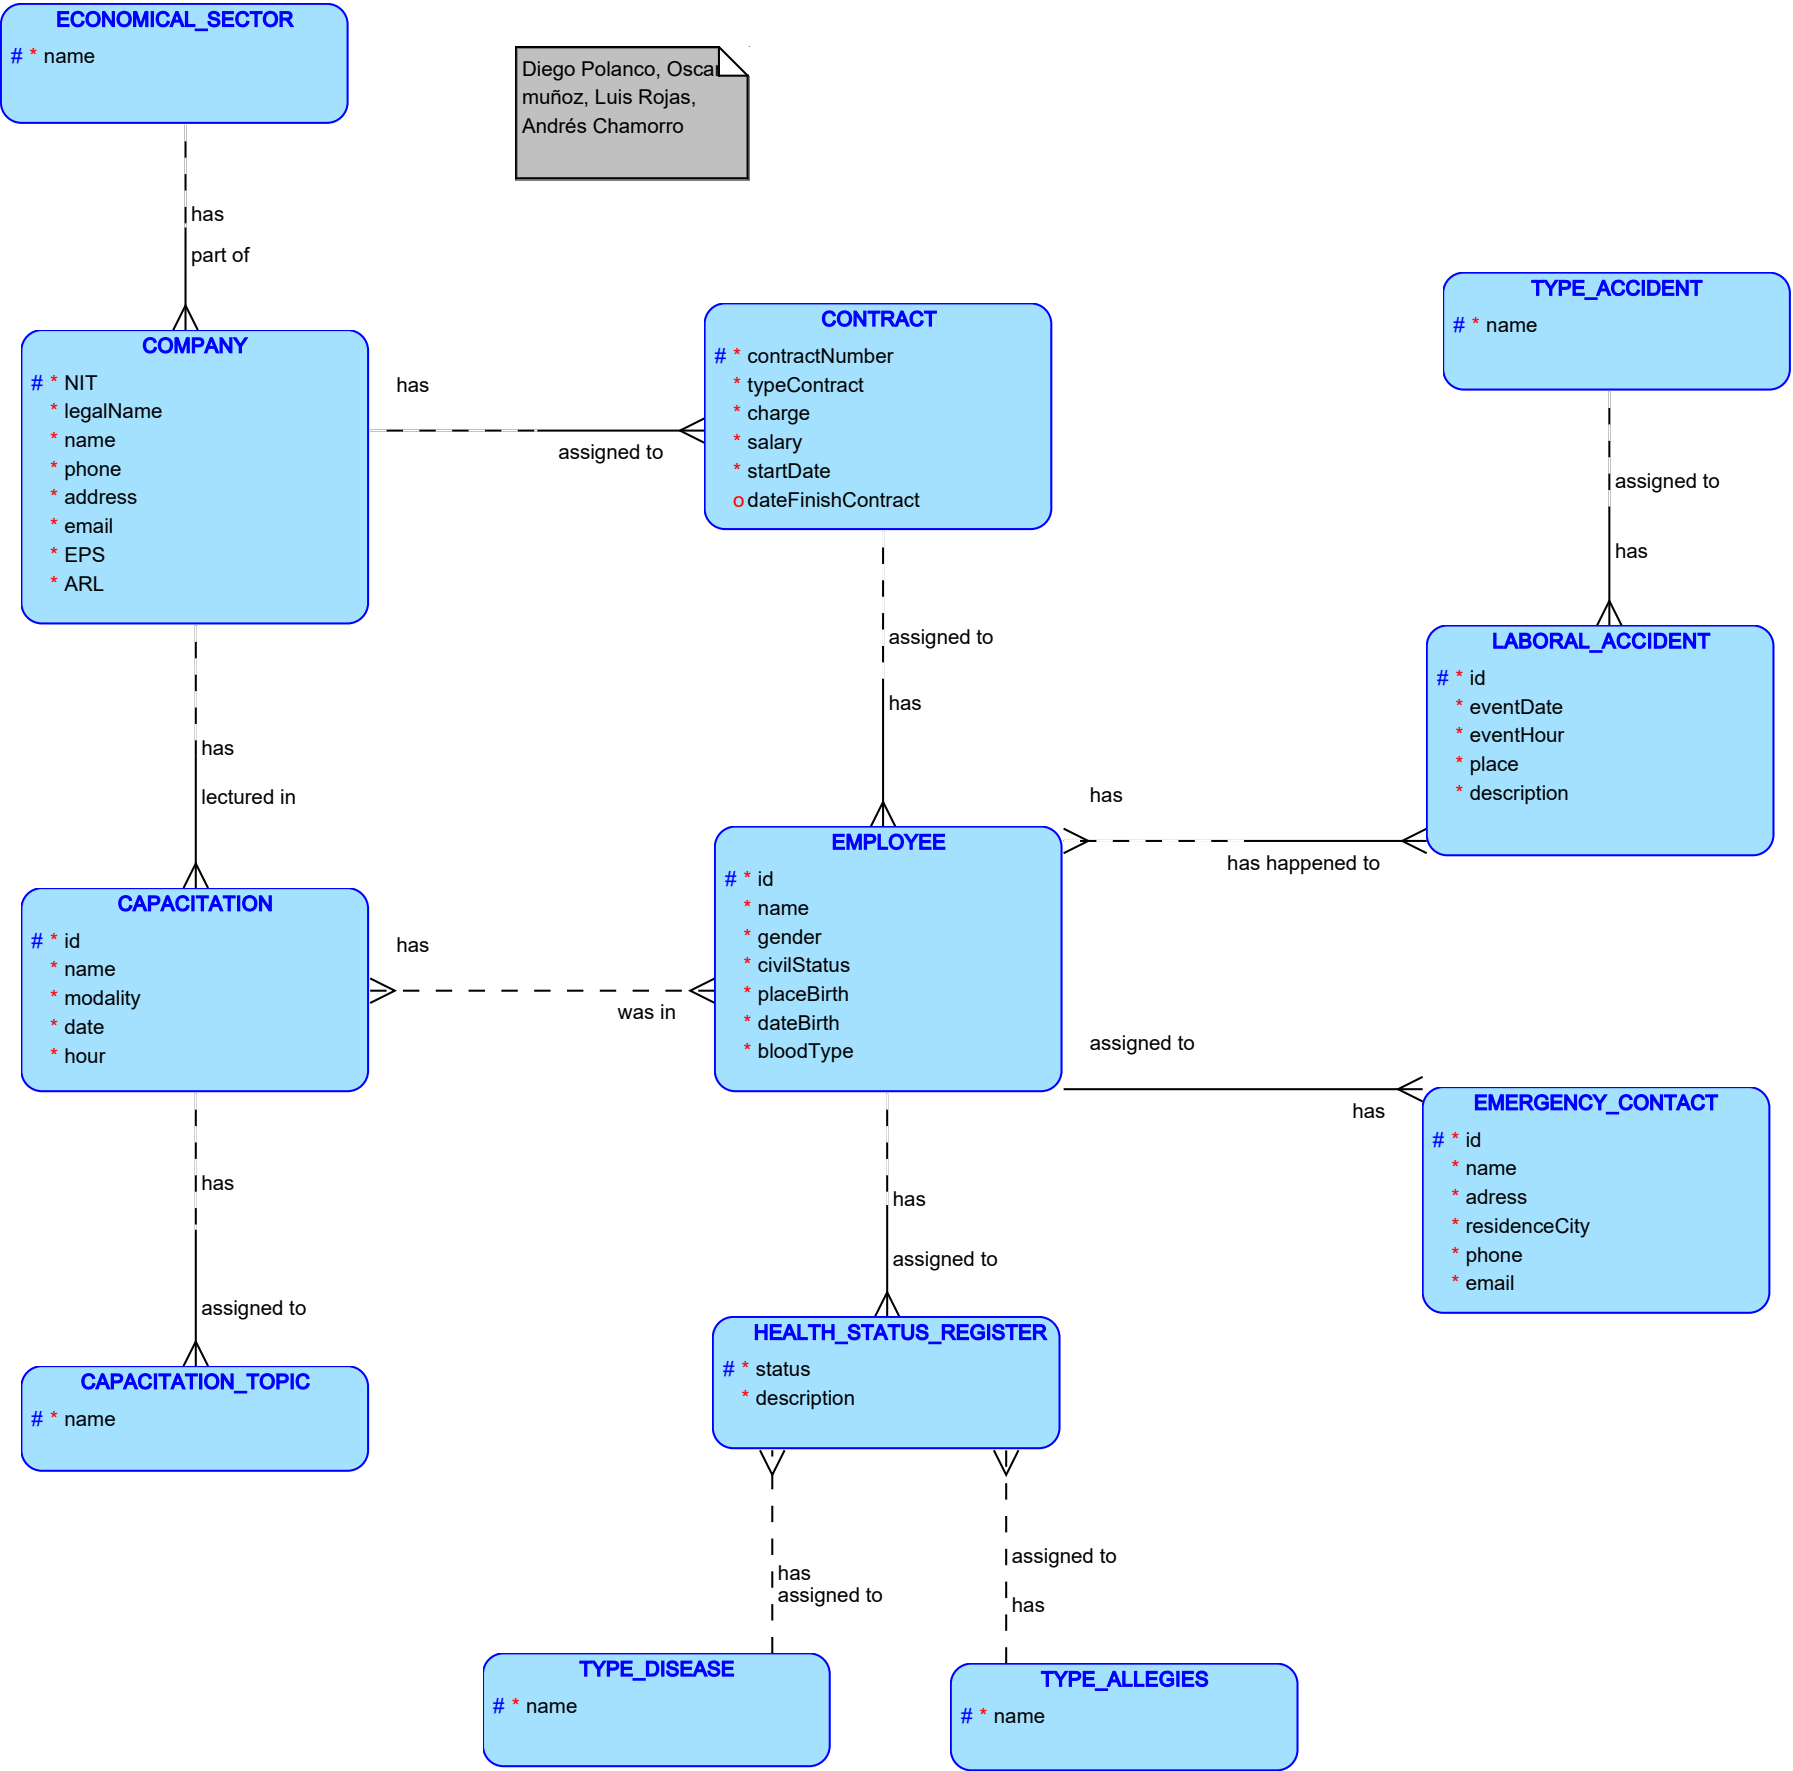 ECONOMICAL_SECTOR
# * name
Diego Polanco, Oscar
muñoz, Luis Rojas,
Andrés Chamorro
has
part of
COMPANY
# * NIT
* legalName
* name
* phone
* address
* email
* EPS
* ARL
has
assigned to
CONTRACT
# * contractNumber
* typeContract
* charge
* salary
* startDate
o dateFinishContract
TYPE_ACCIDENT
# * name
assigned to
has
LABORAL_ACCIDENT
# * id
* eventDate
* eventHour
* place
* description
assigned to
has
has
lectured in
has
has happened to
EMPLOYEE
# * id
* name
* gender
* civilStatus
* placeBirth
* dateBirth
* bloodType
CAPACITATION
# * id
* name
* modality
* date
* hour
has
was in
assigned to
has
EMERGENCY_CONTACT
# * id
* name
* adress
* residenceCity
* phone
* email
has
assigned to
has
assigned to
HEALTH_STATUS_REGISTER
# * status
* description
CAPACITATION_TOPIC
# * name
has
assigned to
assigned to
has
TYPE_DISEASE
# * name
TYPE_ALLEGIES
# * name